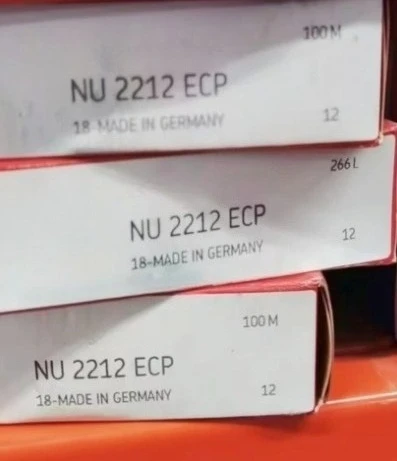 100 M
NU 2212 ECP
18-MADE IN GERMANY 12
266 L
NU 2212 ECP
18-MADE IN GERMANY 12
100 M
NU 2212 ECP
18-MADE IN GERMANY 12